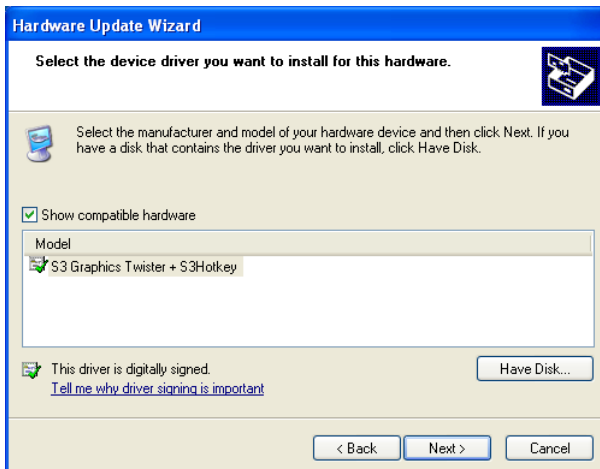 Hardware Update Wizard
Select the device driver you want to install for this hardware.
Select the manufacturer and model of your hardware device and then click Next. If you
have a disk that contains the driver you want to install, click Have Disk.
Show compatible hardware
Model
S3 Graphics Twister + S3Hotkey
This driver is digitally signed.
Have Disk...
Tell me why driver signing is important
< Back
Next >
Cancel